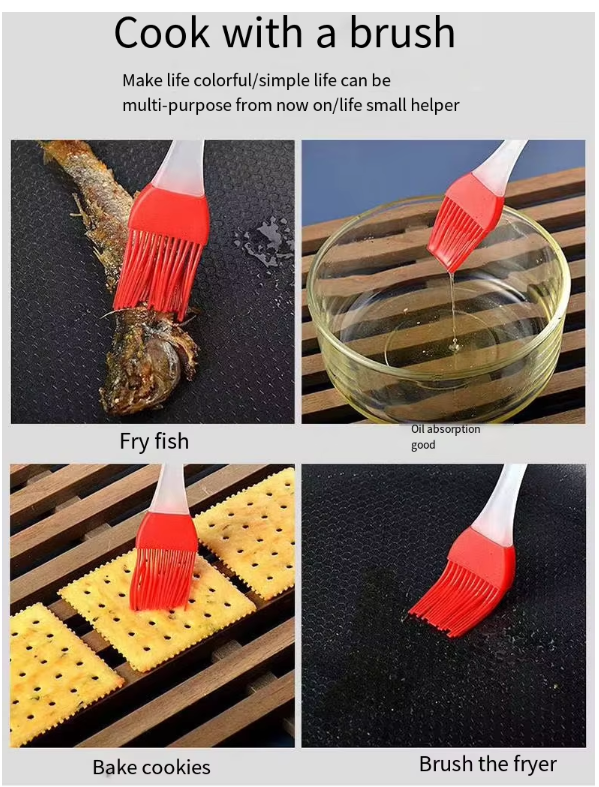 Cook with a brush
Make life colorful/simple life can be
multi-purpose from now on/life small helper
Fry fish
Oil absorption
good
Bake cookies
Brush the fryer